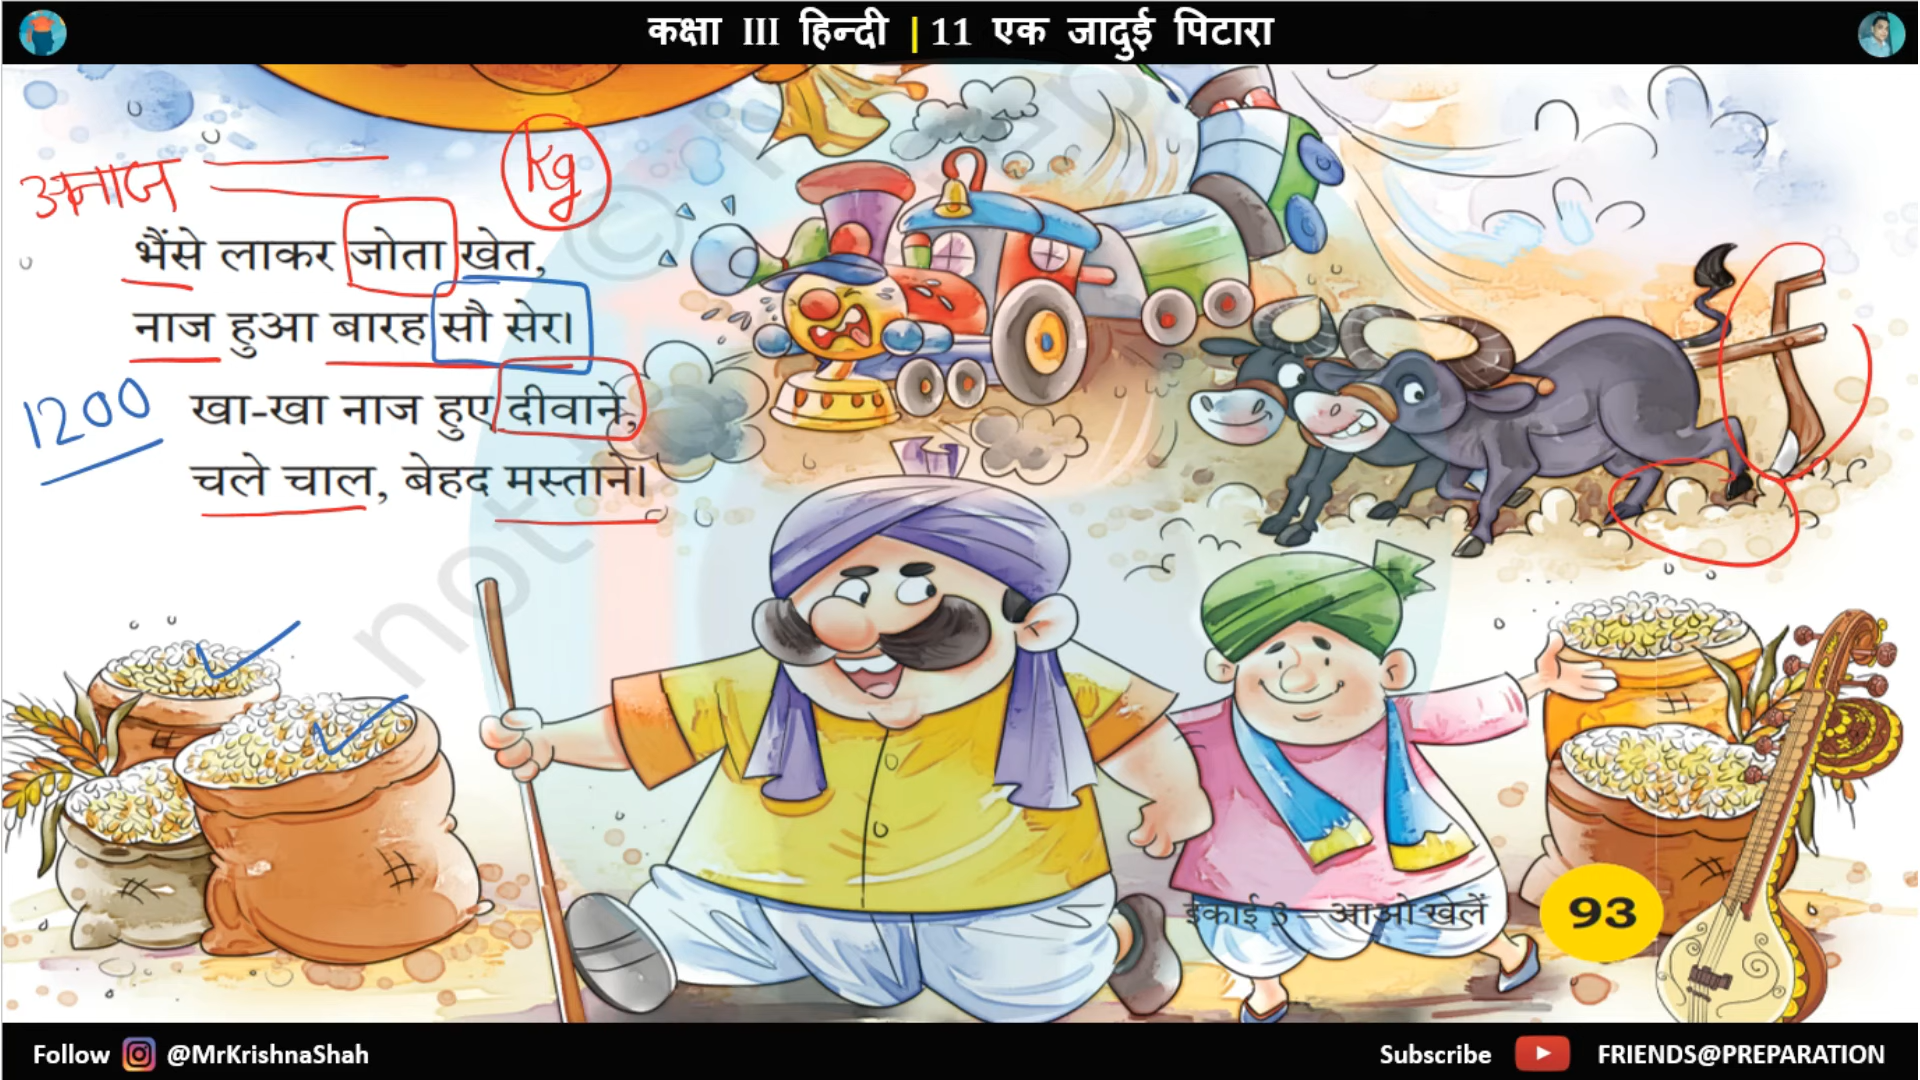 कक्षा III हिन्दी | 11 एक जादुई पिटारा
अनाज
Kg
भैंसे लाकर जोता खेत,
नाज हुआ बारह सौ सेर।
1200
खा-खा नाज हुए दीवाने,
चले चाल, बेहद मस्ताने।
इकाई 3 – आओ खेलें
93
Follow @MrKrishnaShah
Subscribe FRIENDS@PREPARATION